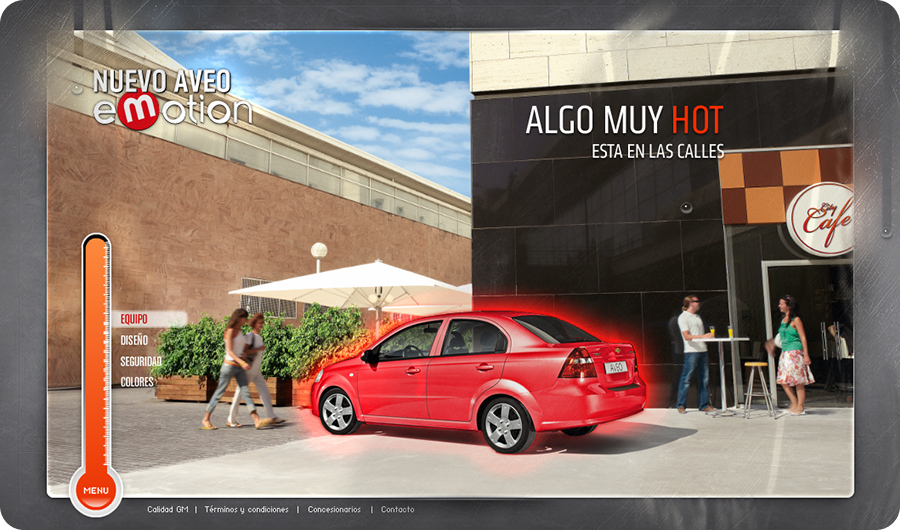 NUEVO AVEO
emotion
ALGO MUY HOT
ESTA EN LAS CALLES
City
Cafe
EQUIPO
DISEÑO
SEGURIDAD
COLORES
AVEO
MENU
Calidad GM | Términos y condiciones | Concesionarios | Contacto